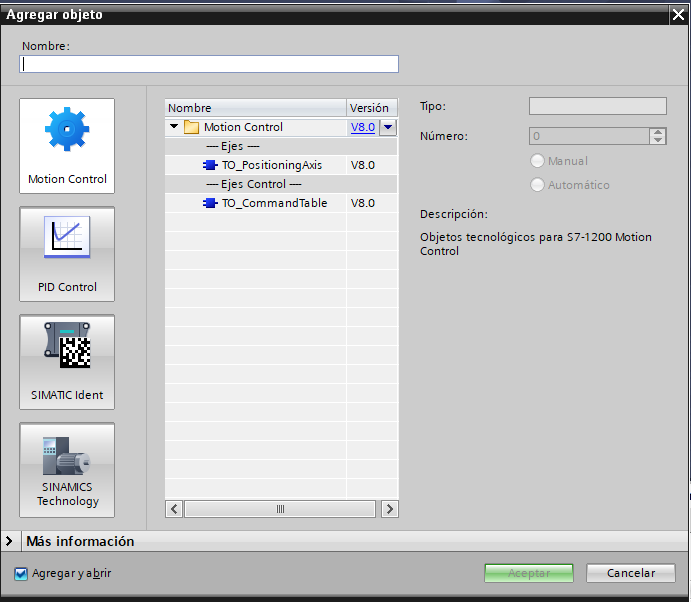 Agregar objeto
Nombre:
Motion Control
PID Control
SIMATIC Ident
SINAMICS
Technology
Nombre Versión
Motion Control V8.0
---- Ejes ----
TO_PositioningAxis V8.0
---- Ejes Control ----
TO_CommandTable V8.0
Tipo:
Número: 0
Manual
Automático
Descripción:
Objetos tecnológicos para S7-1200 Motion
Control
Más información
Agregar y abrir
Aceptar Cancelar